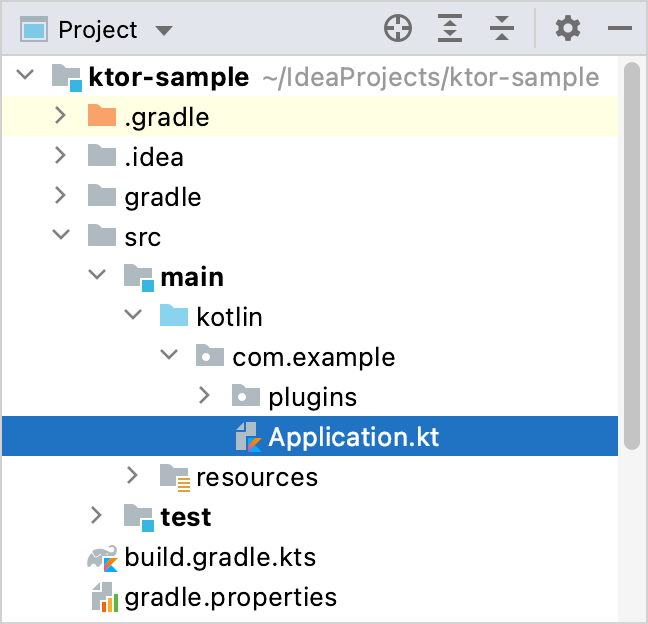 Project
ktor-sample ~/IdeaProjects/ktor-sample
.gradle
.idea
gradle
src
main
kotlin
com.example
plugins
Application.kt
resources
test
build.gradle.kts
gradle.properties